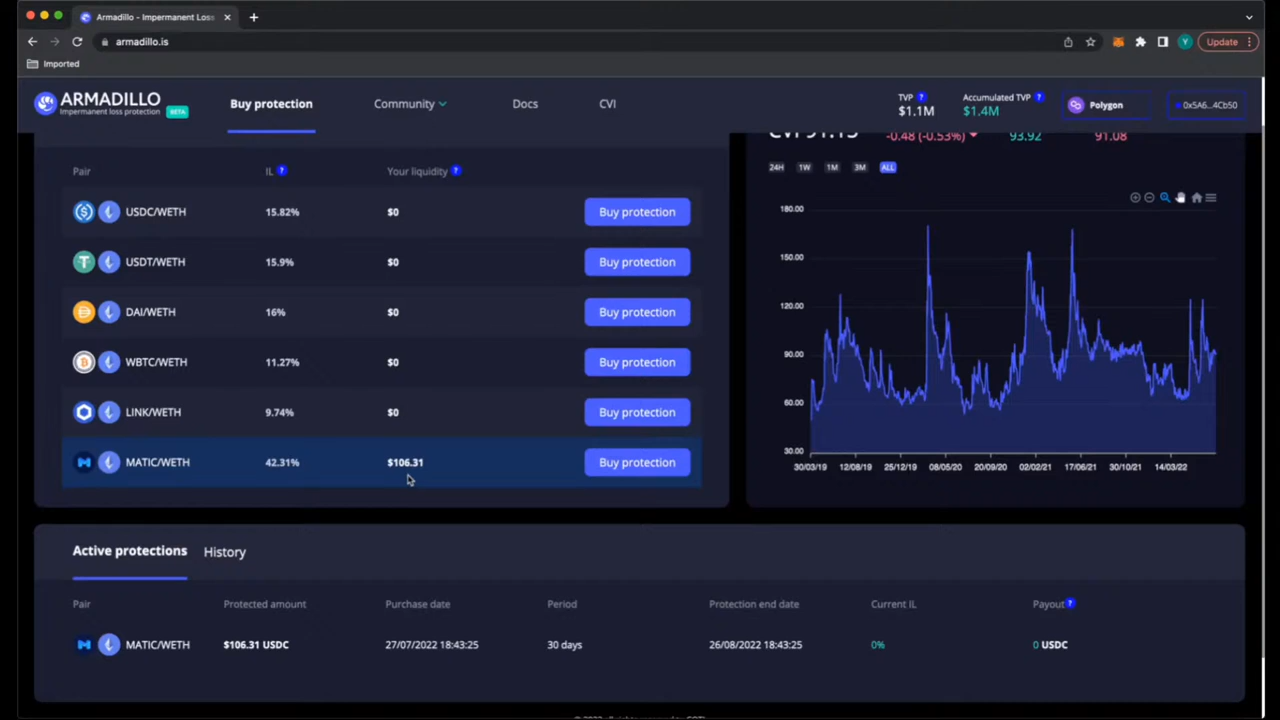 Armadillo - Impermanent Loss
armadillo.is
Update
Imported
ARMADILLO
Impermanent loss protection
BETA
Buy protection
Community
Docs
CVI
TVP ?
$1.1M
Accumulated TVP ?
$1.4M
Polygon
0x5A6...4Cb50
Pair IL ? Your liquidity ?
USDC/WETH 15.82% $0 Buy protection
USDT/WETH 15.9% $0 Buy protection
DAI/WETH 16% $0 Buy protection
WBTC/WETH 11.27% $0 Buy protection
LINK/WETH 9.74% $0 Buy protection
MATIC/WETH 42.31% $106.31 Buy protection
CVI 91.13 -0.48 (-0.53%) 93.92 91.08
24H 1W 1M 3M ALL
180.00
150.00
120.00
90.00
60.00
30.00
30/03/19 12/08/19 25/12/19 08/05/20 20/09/20 02/02/21 17/06/21 30/10/21 14/03/22
Active protections History
Pair Protected amount Purchase date Period Protection end date Current IL Payout ?
MATIC/WETH $106.31 USDC 27/07/2022 18:43:25 30 days 26/08/2022 18:43:25 0% 0 USDC